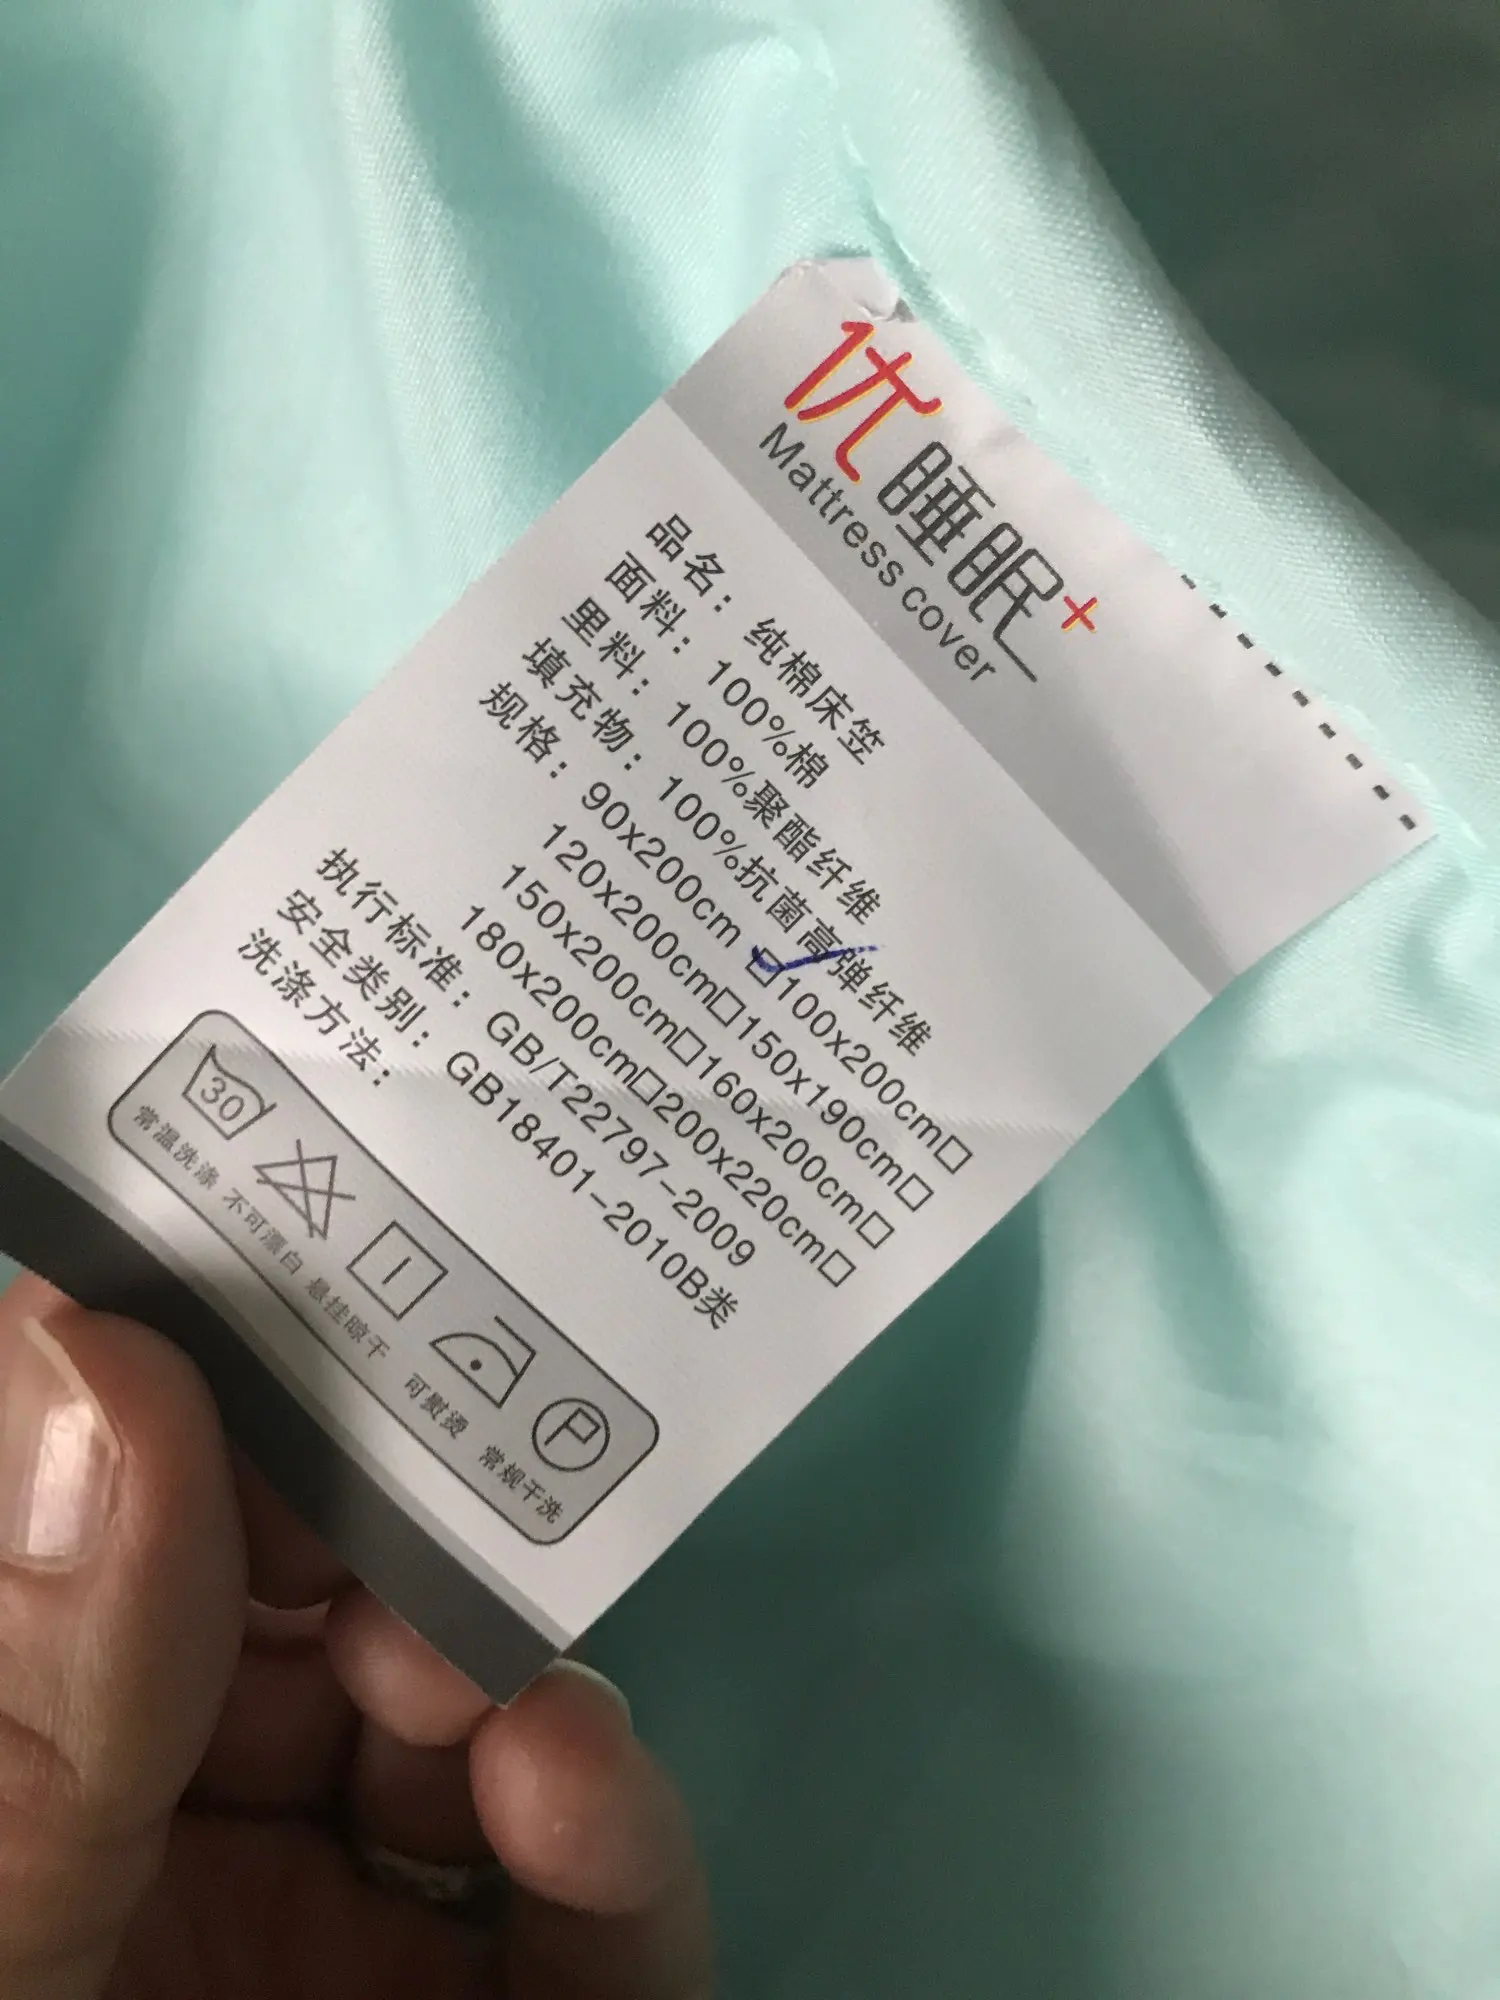 优睡眠+
Mattress cover
品名：纯棉床笠
面料：100%棉
里料：100%聚酯纤维
填充物：100%抗菌高弹纤维
规格：90x200cm ☑100x200cm□
120x200cm□150x190cm□
150x200cm□160x200cm□
180x200cm□200x220cm□
执行标准：GB/T22797-2009
安全类别：GB18401-2010B类
洗涤方法：
30
P
常温洗涤 不可漂白 悬挂晾干 可熨烫 常规干洗